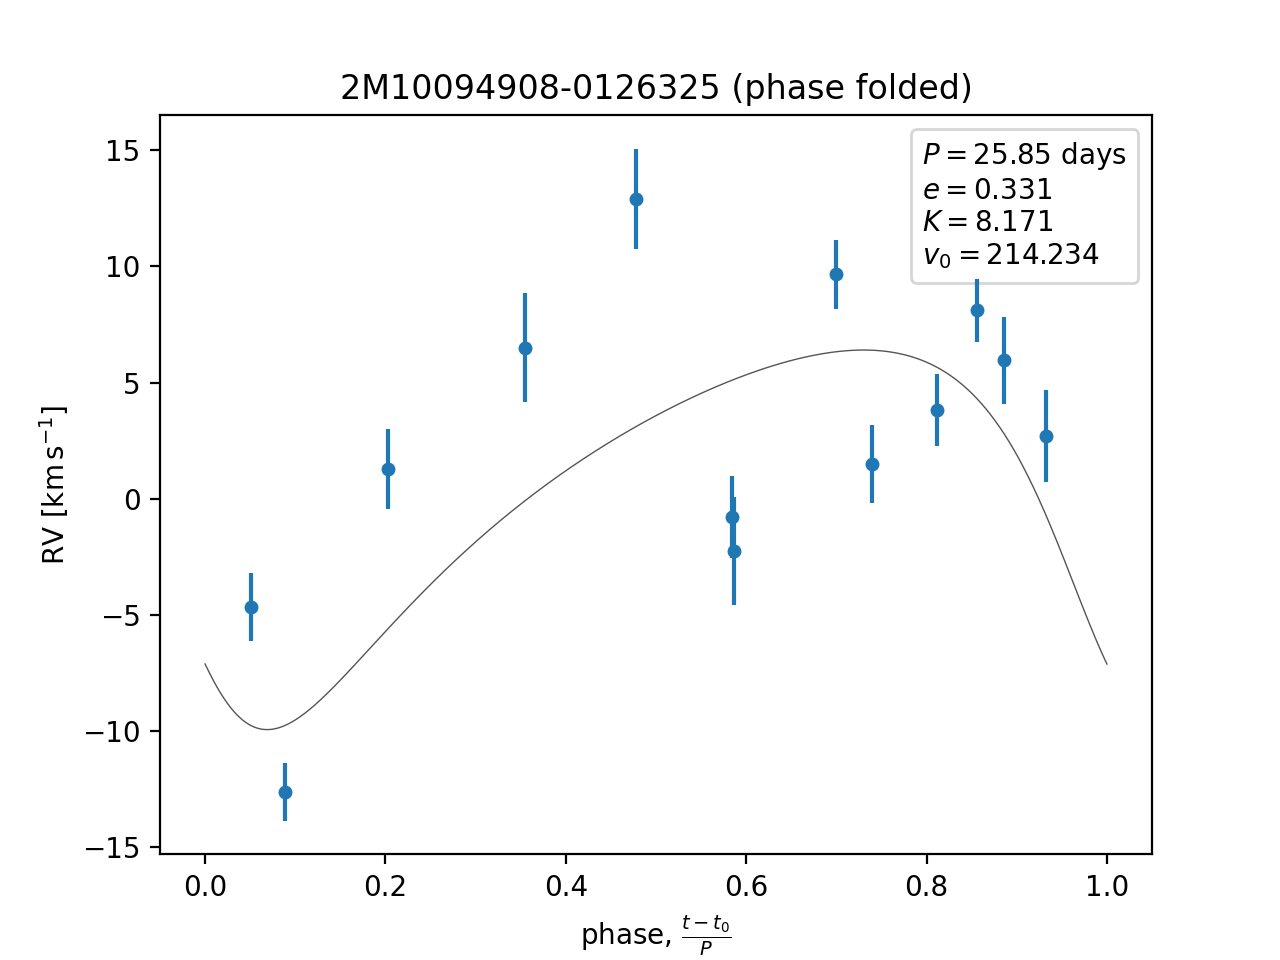 2M10094908-0126325 (phase folded)
P = 25.85 days
e = 0.331
K = 8.171
v₀ = 214.234
15
10
5
0
−5
−10
−15
RV [km s⁻¹]
0.0 0.2 0.4 0.6 0.8 1.0
phase, (t − t₀)/P